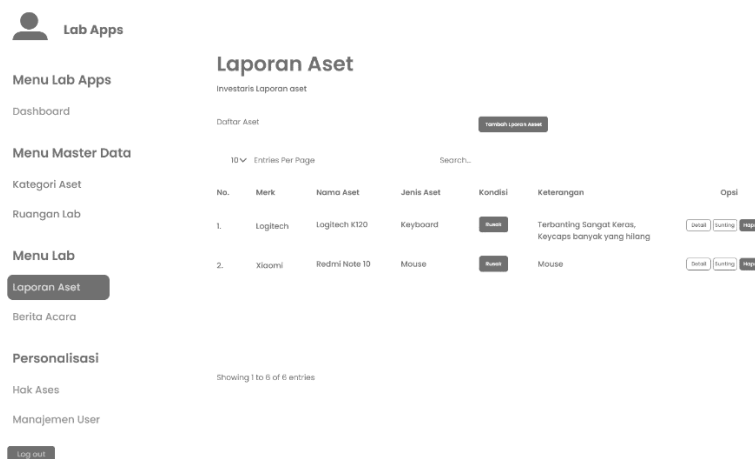 Lab Apps
Menu Lab Apps
Dashboard
Menu Master Data
Kategori Aset
Ruangan Lab
Menu Lab
Laporan Aset
Berita Acara
Personalisasi
Hak Ases
Manajemen User
Log out
Laporan Aset
Investaris Laporan aset
Daftar Aset
Tambah Lporan Asset
10 Entries Per Page Search...
No. Merk Nama Aset Jenis Aset Kondisi Keterangan Opsi
1. Logitech Logitech K120 Keyboard Rusak Terbanting Sangat Keras,
Keycaps banyak yang hilang
Detail Sunting Hap
2. Xiaomi Redmi Note 10 Mouse Rusak Mouse Detail Sunting Hap
Showing 1 to 6 of 6 entries